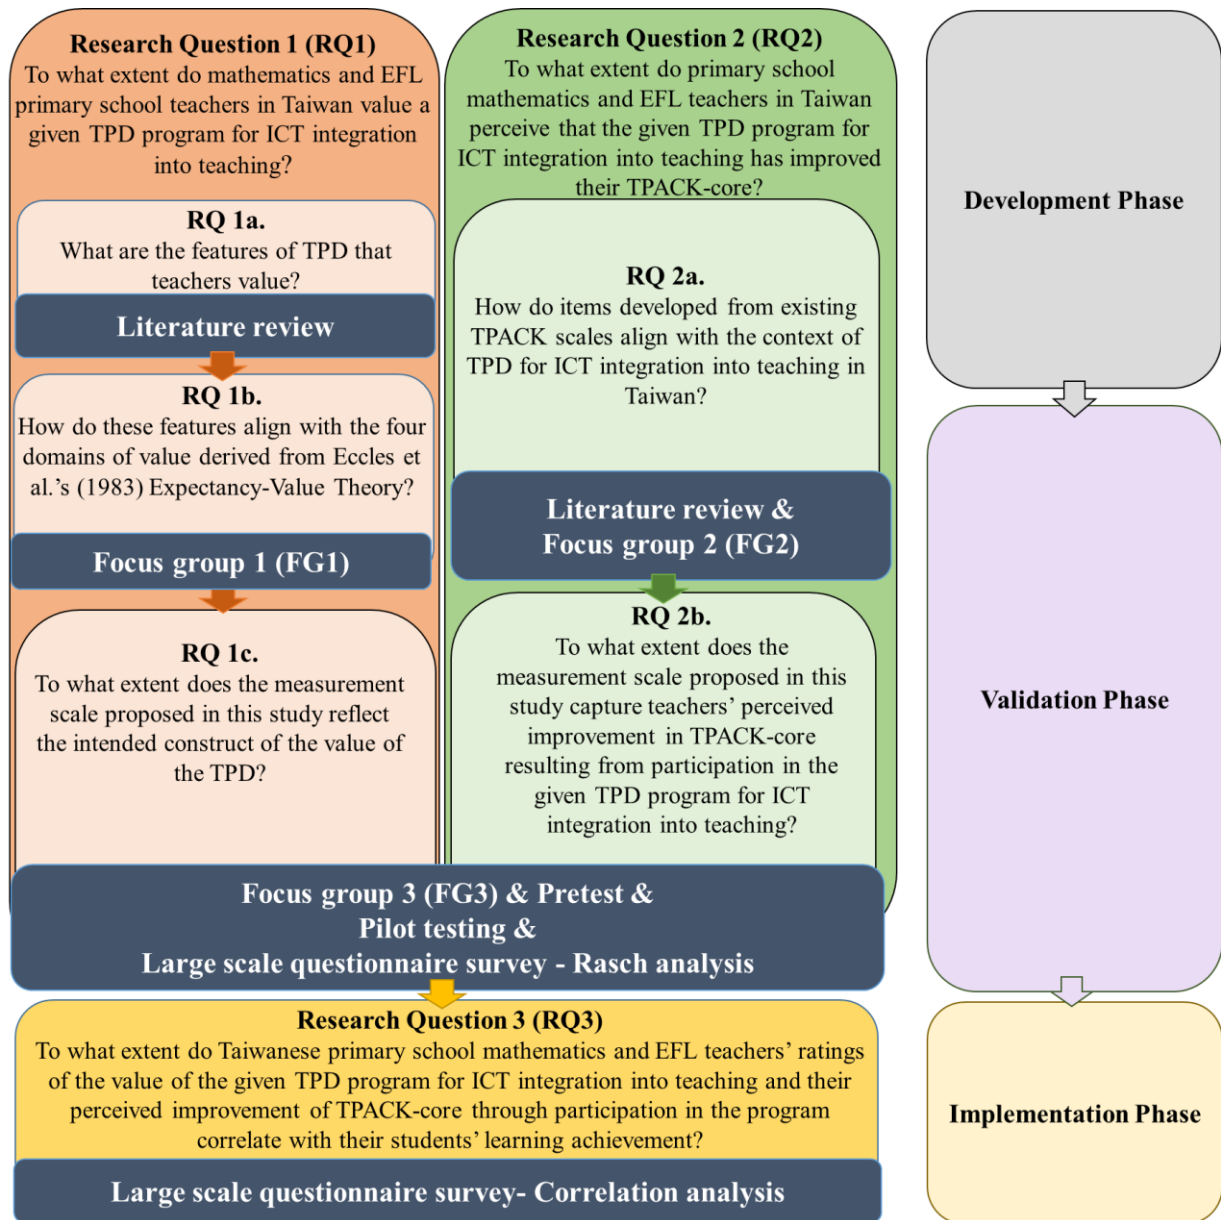 Research Question 1 (RQ1)
To what extent do mathematics and EFL
primary school teachers in Taiwan value a
given TPD program for ICT integration
into teaching?
RQ 1a.
What are the features of TPD that
teachers value?
Literature review
RQ 1b.
How do these features align with the four
domains of value derived from Eccles et
al.’s (1983) Expectancy-Value Theory?
Focus group 1 (FG1)
RQ 1c.
To what extent does the measurement
scale proposed in this study reflect
the intended construct of the value of
the TPD?
Research Question 2 (RQ2)
To what extent do primary school
mathematics and EFL teachers in Taiwan
perceive that the given TPD program for
ICT integration into teaching has improved
their TPACK-core?
RQ 2a.
How do items developed from existing
TPACK scales align with the context of
TPD for ICT integration into teaching in
Taiwan?
Literature review &
Focus group 2 (FG2)
RQ 2b.
To what extent does the
measurement scale proposed in this
study capture teachers’ perceived
improvement in TPACK-core
resulting from participation in the
given TPD program for ICT
integration into teaching?
Focus group 3 (FG3) & Pretest &
Pilot testing &
Large scale questionnaire survey - Rasch analysis
Research Question 3 (RQ3)
To what extent do Taiwanese primary school mathematics and EFL teachers’ ratings
of the value of the given TPD program for ICT integration into teaching and their
perceived improvement of TPACK-core through participation in the program
correlate with their students’ learning achievement?
Large scale questionnaire survey- Correlation analysis
Development Phase
Validation Phase
Implementation Phase